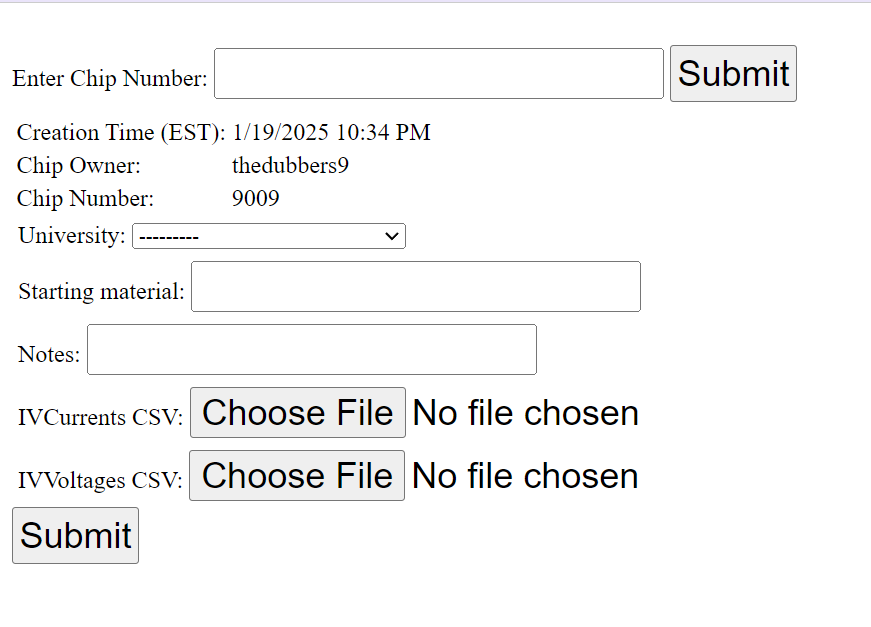 Enter Chip Number: Submit
Creation Time (EST): 1/19/2025 10:34 PM
Chip Owner: thedubbers9
Chip Number: 9009
University: ---------
Starting material:
Notes:
IVCurrents CSV: Choose File No file chosen
IVVoltages CSV: Choose File No file chosen
Submit